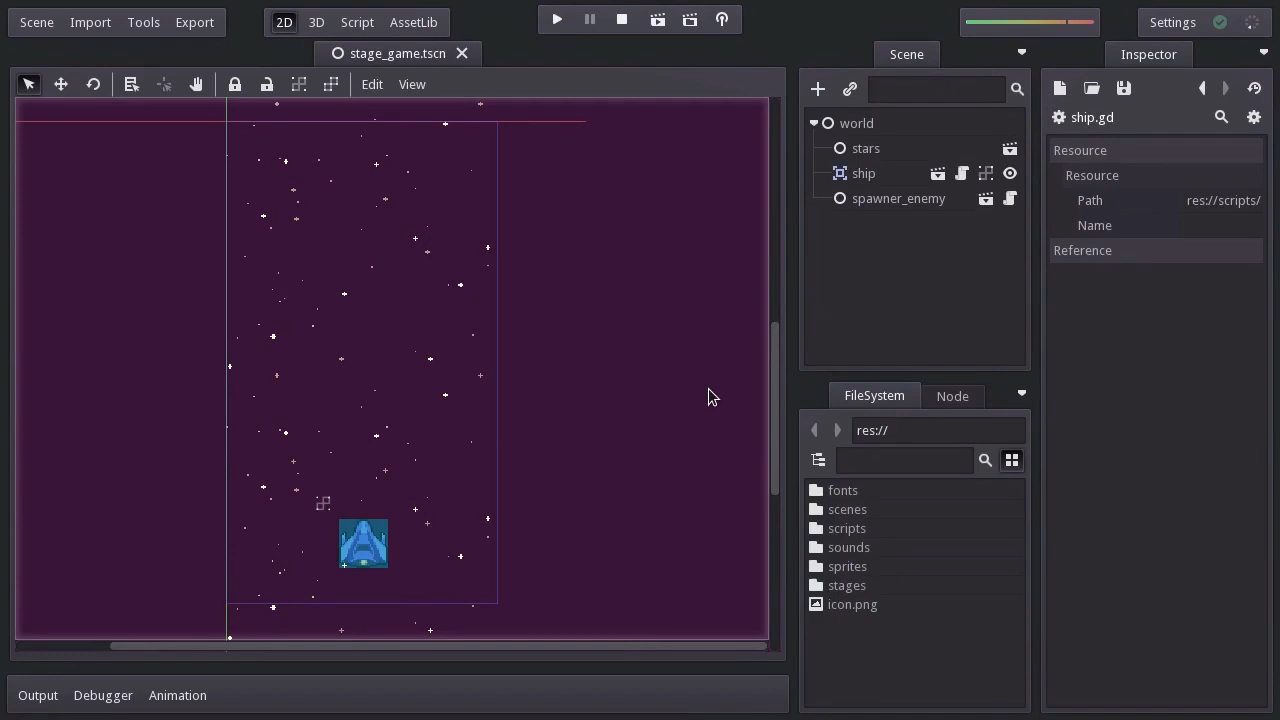 Scene Import Tools Export 2D 3D Script AssetLib Settings
stage_game.tscn Scene Inspector
Edit View
ship.gd
world
stars
ship
spawner_enemy
Resource
Resource
Path res://scripts/
Name
Reference
FileSystem Node
res://
fonts
scenes
scripts
sounds
sprites
stages
icon.png
Output Debugger Animation